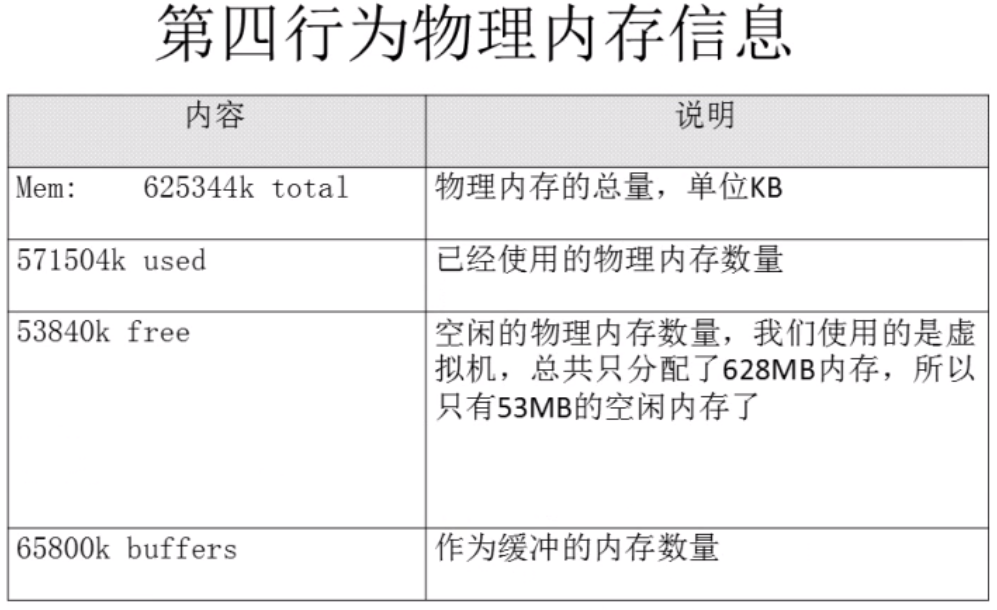 第四行为物理内存信息
内容 说明
Mem: 625344k total 物理内存的总量，单位KB
571504k used 已经使用的物理内存数量
53840k free 空闲的物理内存数量，我们使用的是虚
拟机，总共只分配了628MB内存，所以
只有53MB的空闲内存了
65800k buffers 作为缓冲的内存数量